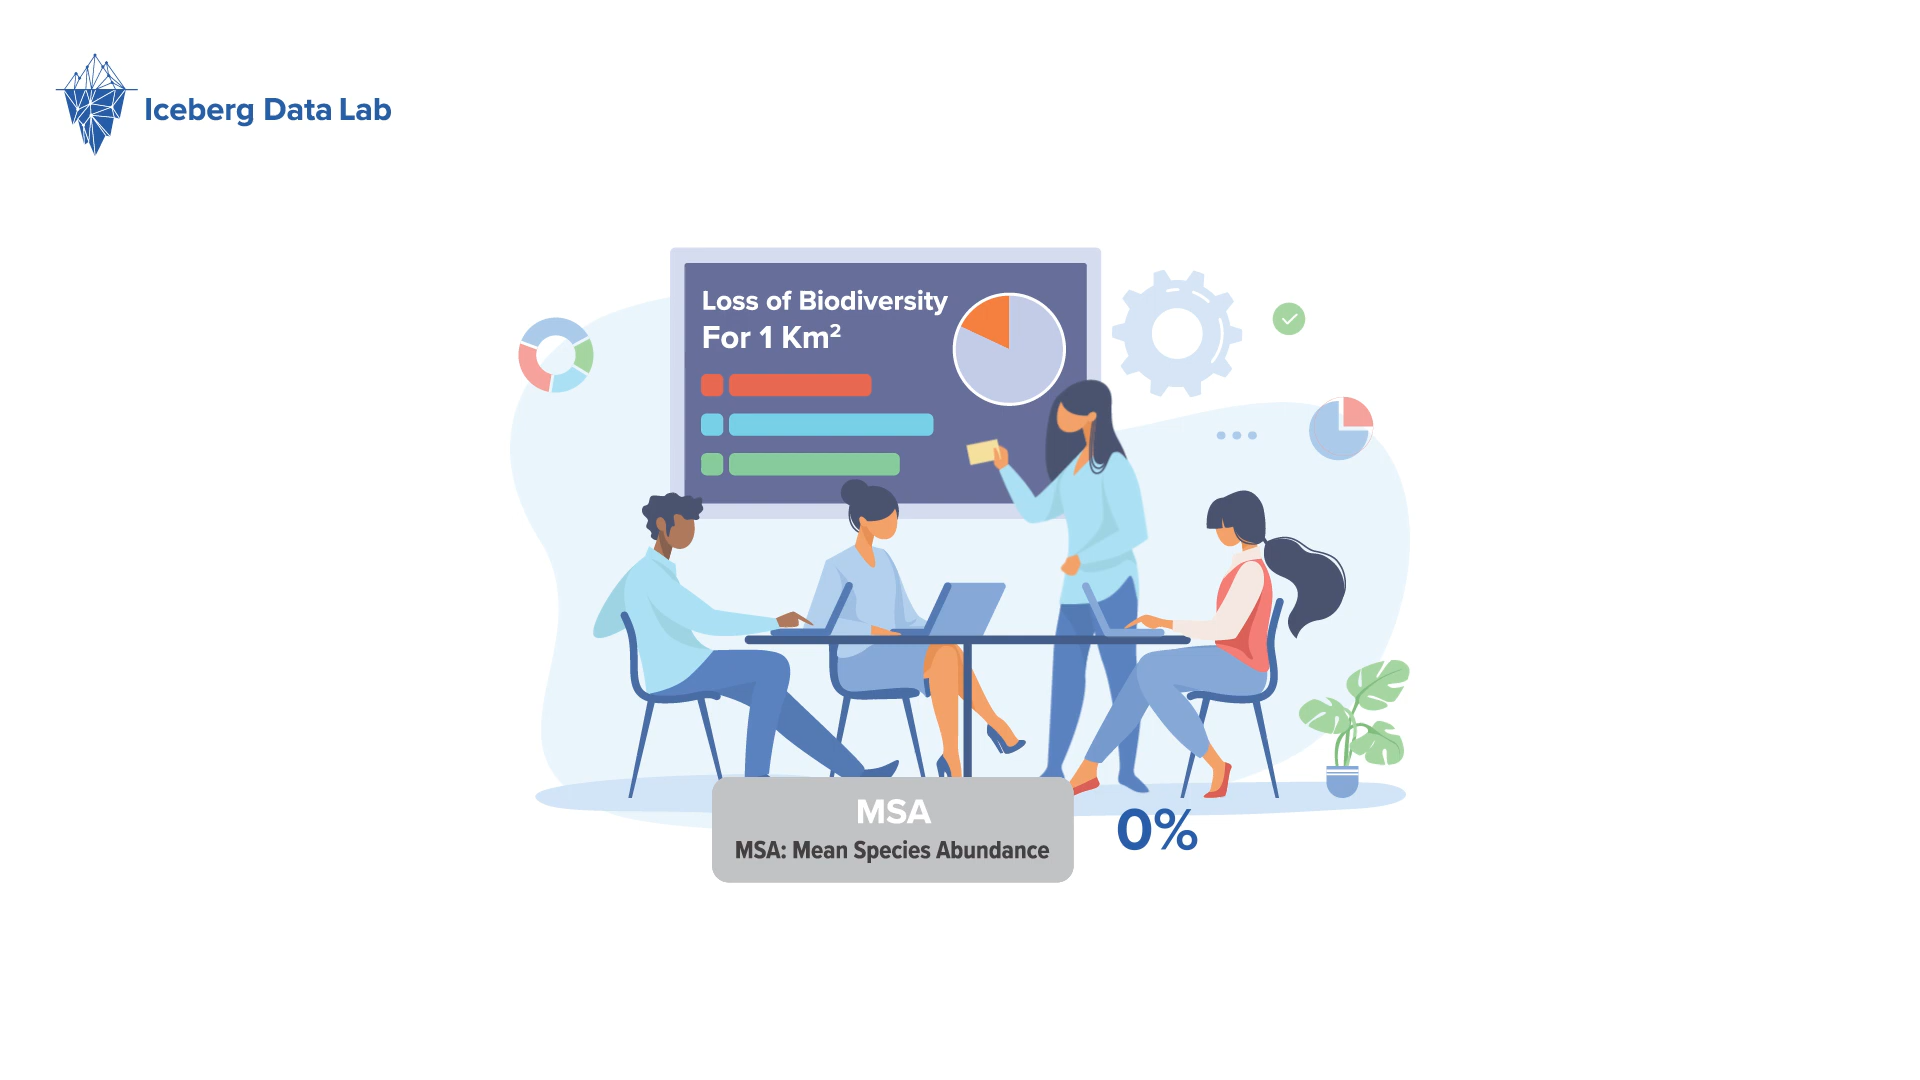 Iceberg Data Lab
Loss of Biodiversity
For 1 Km²
MSA
MSA: Mean Species Abundance
0%